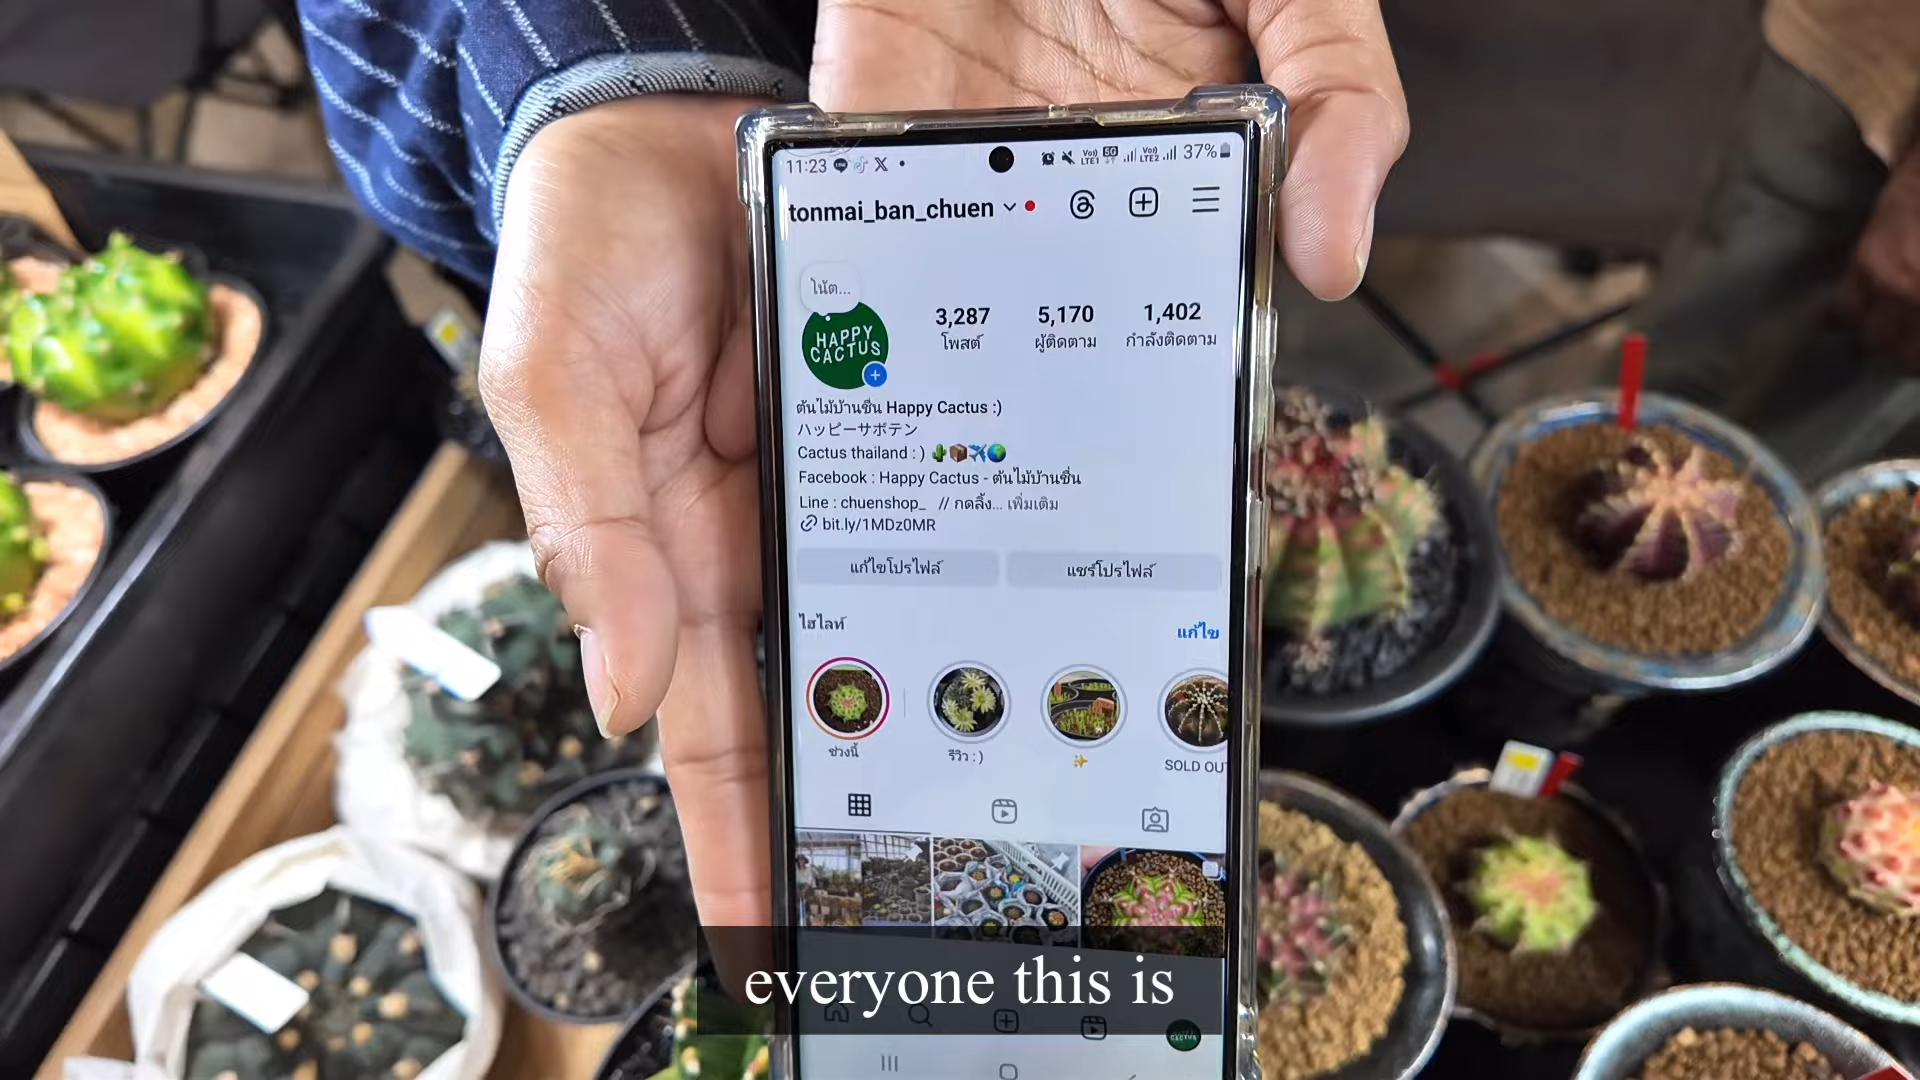 11:23
Vo)) LTE1 5G Vo)) LTE2 37%
tonmai_ban_chuen
โน้ต...
HAPPY CACTUS
3,287 5,170 1,402
โพสต์ ผู้ติดตาม กำลังติดตาม
ต้นไม้บ้านชื่น Happy Cactus :)
ハッピーサボテン
Cactus thailand : ) 🌵📦✈️🌍
Facebook : Happy Cactus - ต้นไม้บ้านชื่น
Line : chuenshop_ // กดลิ้ง... เพิ่มเติม
bit.ly/1MDz0MR
แก้ไขโปรไฟล์ แชร์โปรไฟล์
ไฮไลท์ แก้ไข
ช่วงนี้ รีวิว : ) ✨ SOLD OU
everyone this is